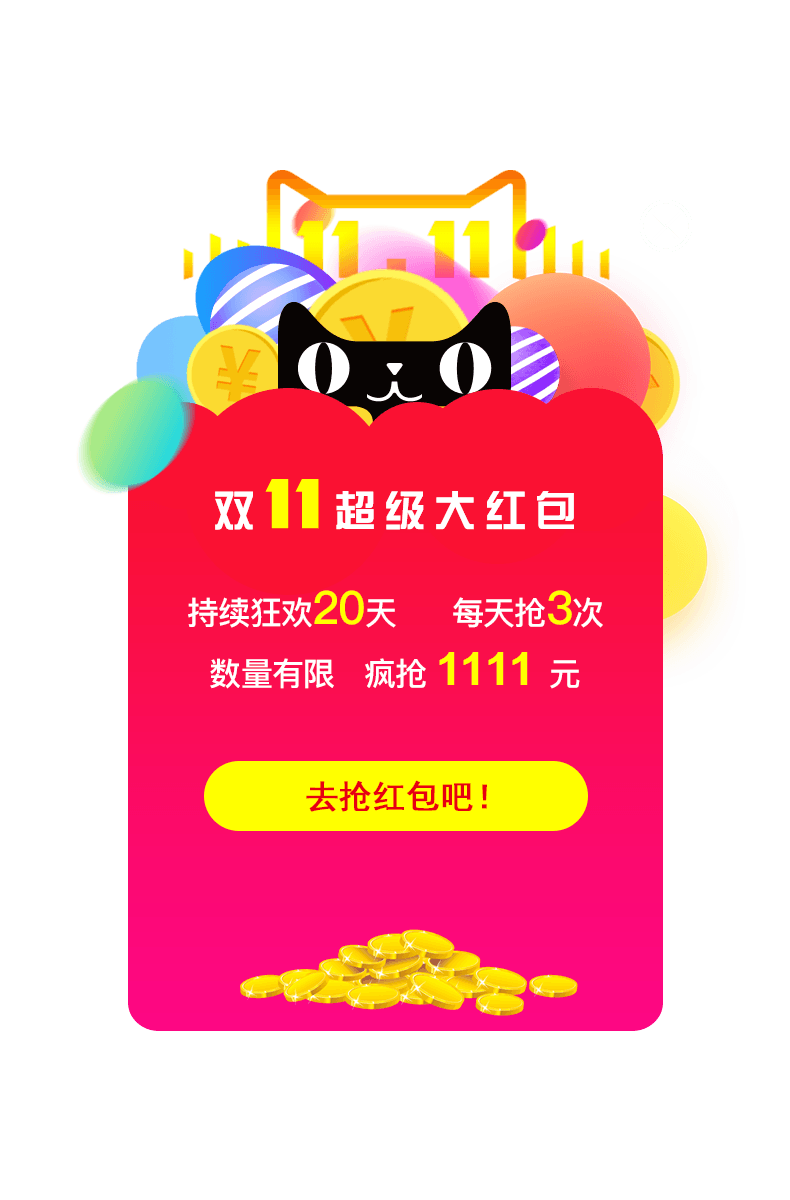 11.11
双11超级大红包
持续狂欢20天 每天抢3次
数量有限 疯抢 1111 元
去抢红包吧!